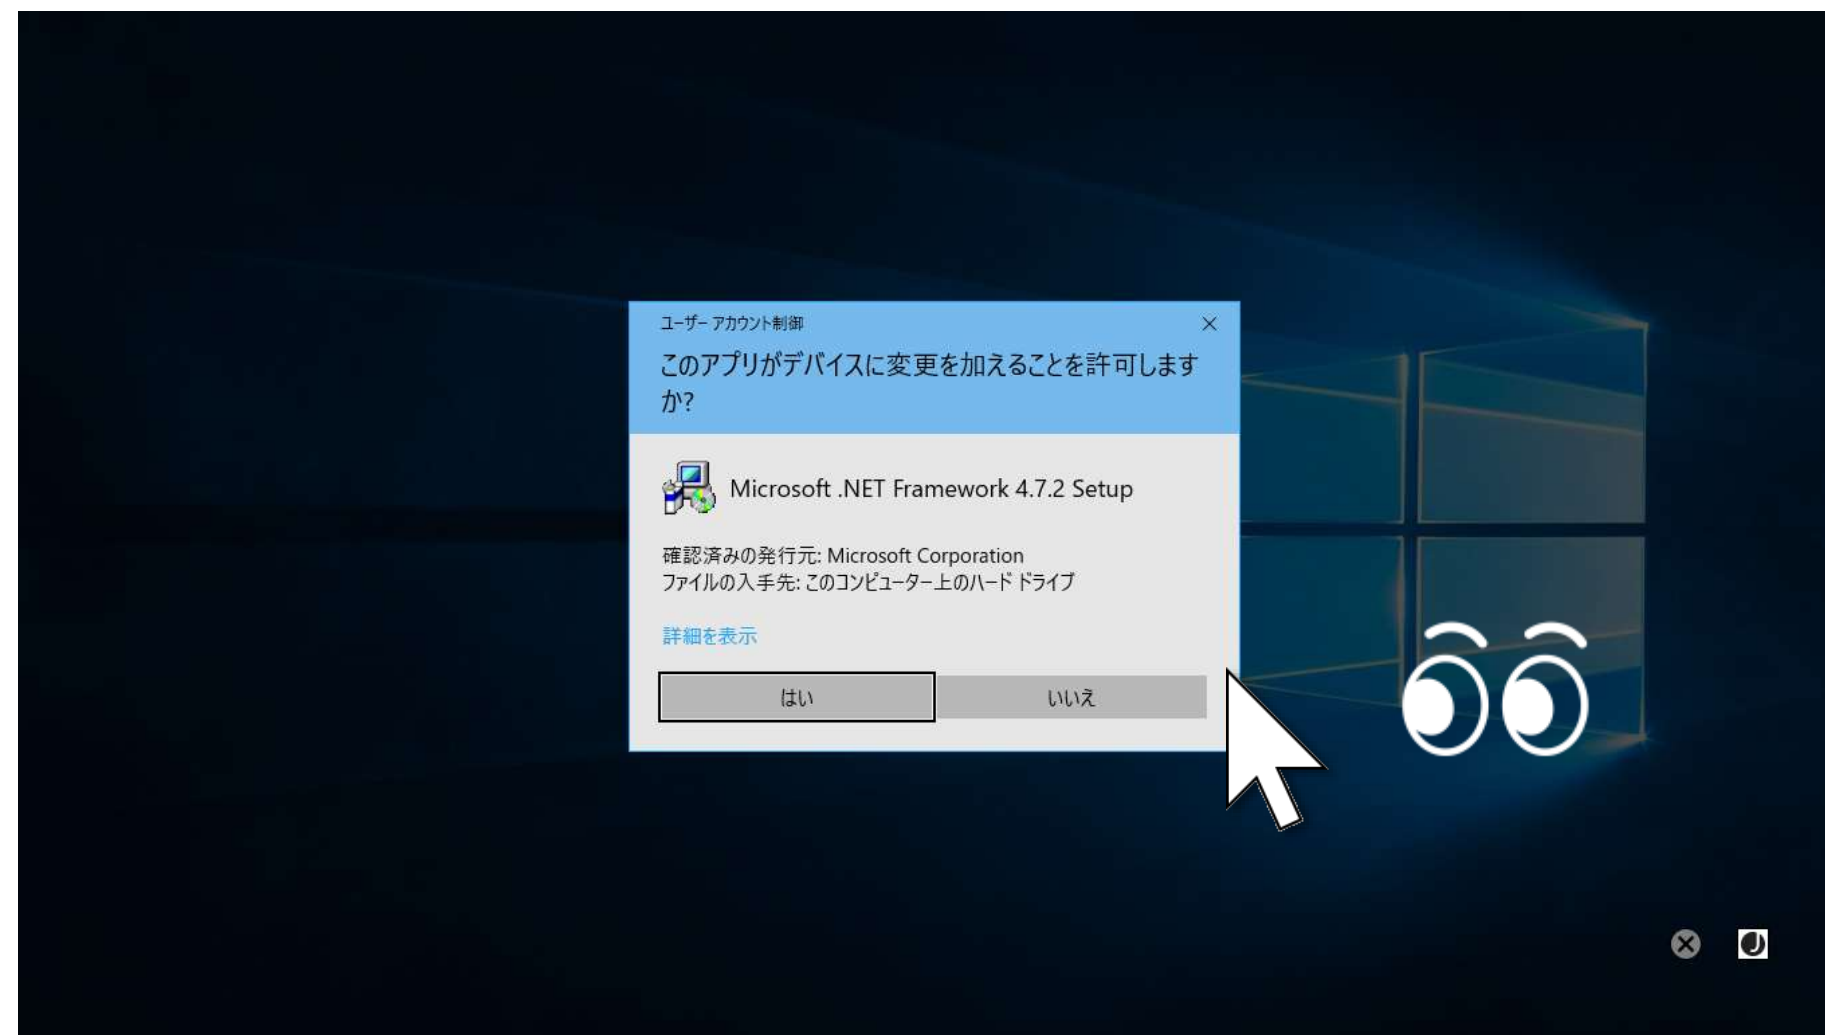 ユーザー アカウント制御
このアプリがデバイスに変更を加えることを許可します
か?
Microsoft .NET Framework 4.7.2 Setup
確認済みの発行元: Microsoft Corporation
ファイルの入手先: このコンピューター上のハード ドライブ
詳細を表示
はい
いいえ
J